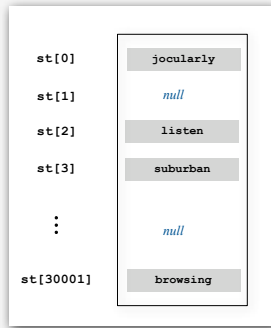 st[0] jocularly
st[1] null
st[2] listen
st[3] suburban
⋮ null
st[30001] browsing